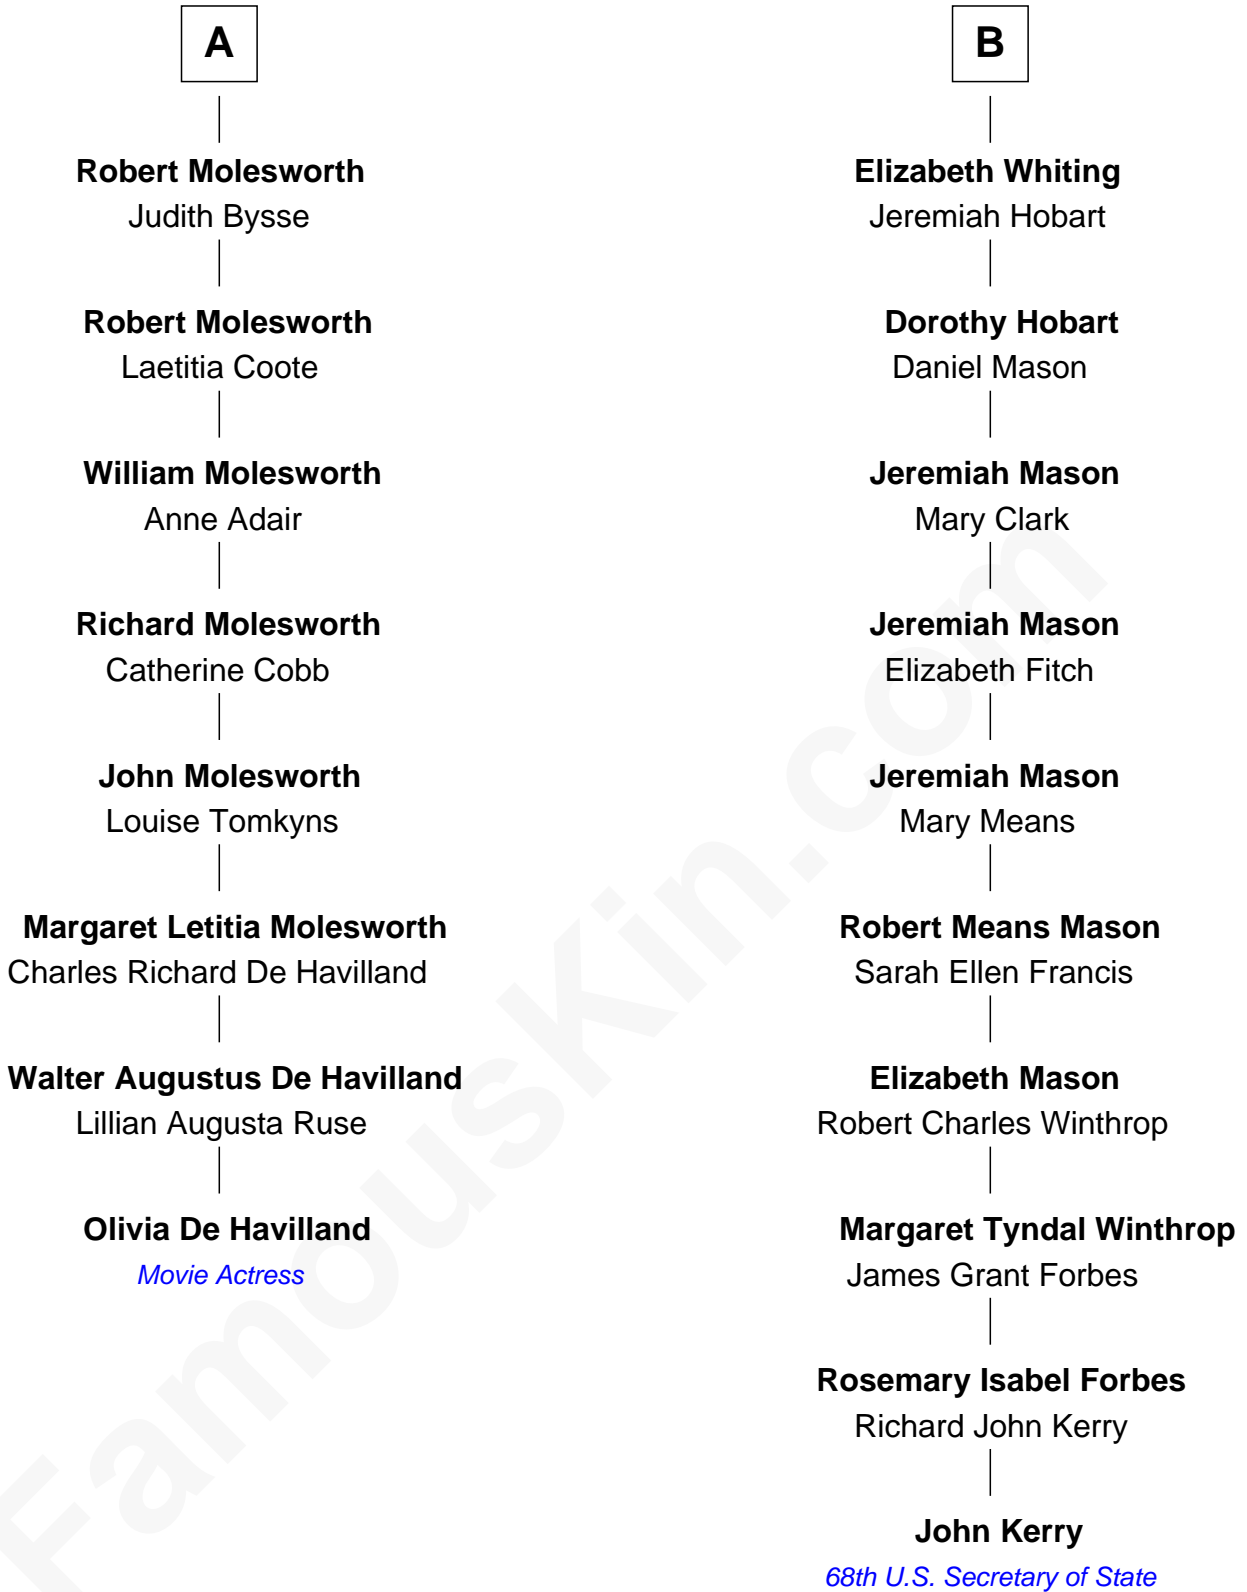 A
Robert Molesworth
Judith Bysse
Robert Molesworth
Laetitia Coote
William Molesworth
Anne Adair
Richard Molesworth
Catherine Cobb
John Molesworth
Louise Tomkyns
Margaret Letitia Molesworth
Charles Richard De Havilland
Walter Augustus De Havilland
Lillian Augusta Ruse
Olivia De Havilland
Movie Actress
B
Elizabeth Whiting
Jeremiah Hobart
Dorothy Hobart
Daniel Mason
Jeremiah Mason
Mary Clark
Jeremiah Mason
Elizabeth Fitch
Jeremiah Mason
Mary Means
Robert Means Mason
Sarah Ellen Francis
Elizabeth Mason
Robert Charles Winthrop
Margaret Tyndal Winthrop
James Grant Forbes
Rosemary Isabel Forbes
Richard John Kerry
John Kerry
68th U.S. Secretary of State
FamousKin.com